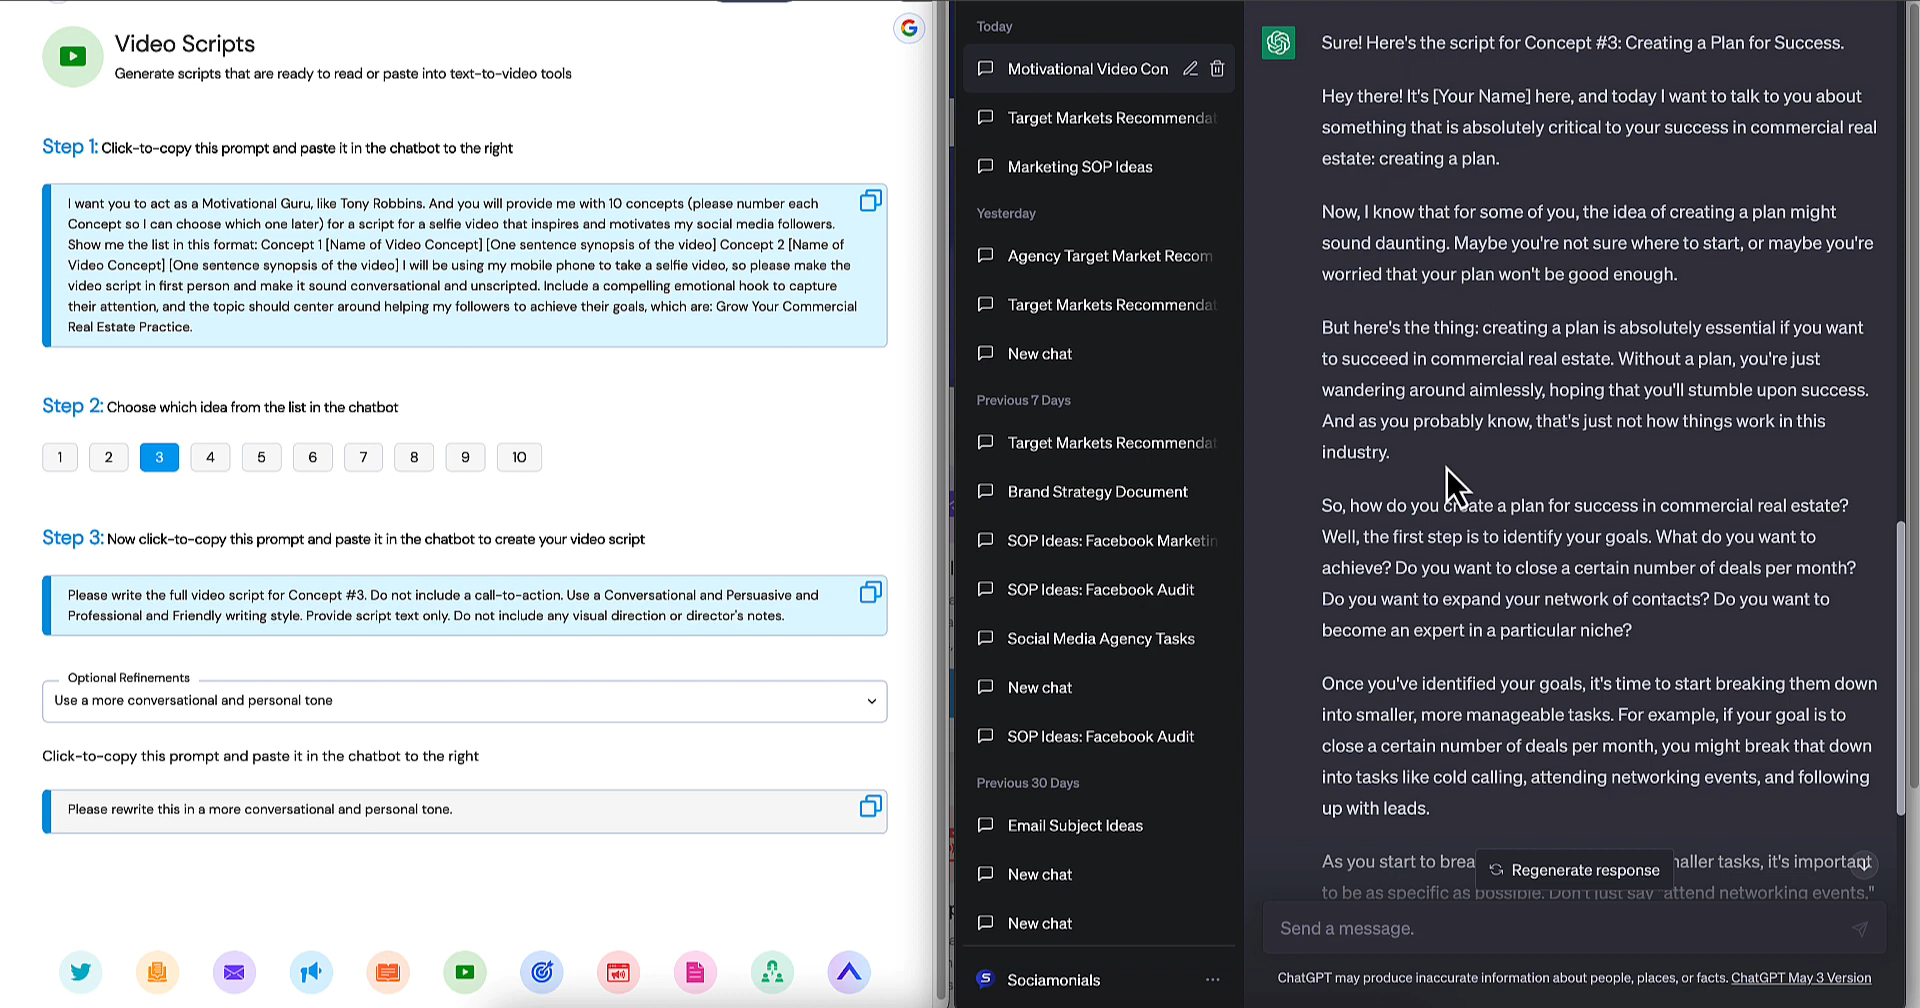 Video Scripts
Generate scripts that are ready to read or paste into text-to-video tools
Step 1: Click-to-copy this prompt and paste it in the chatbot to the right
I want you to act as a Motivational Guru, like Tony Robbins. And you will provide me with 10 concepts (please number each
Concept so I can choose which one later) for a script for a selfie video that inspires and motivates my social media followers.
Show me the list in this format: Concept 1 [Name of Video Concept] [One sentence synopsis of the video] Concept 2 [Name of
Video Concept] [One sentence synopsis of the video] I will be using my mobile phone to take a selfie video, so please make the
video script in first person and make it sound conversational and unscripted. Include a compelling emotional hook to capture
their attention, and the topic should center around helping my followers to achieve their goals, which are: Grow Your Commercial
Real Estate Practice.
Step 2: Choose which idea from the list in the chatbot
1 2 3 4 5 6 7 8 9 10
Step 3: Now click-to-copy this prompt and paste it in the chatbot to create your video script
Please write the full video script for Concept #3. Do not include a call-to-action. Use a Conversational and Persuasive and
Professional and Friendly writing style. Provide script text only. Do not include any visual direction or director's notes.
Optional Refinements
Use a more conversational and personal tone
Click-to-copy this prompt and paste it in the chatbot to the right
Please rewrite this in a more conversational and personal tone.
Today
Motivational Video Con
Target Markets Recommendat
Marketing SOP Ideas
Yesterday
Agency Target Market Recom
Target Markets Recommendat
New chat
Previous 7 Days
Target Markets Recommendat
Brand Strategy Document
SOP Ideas: Facebook Marketin
SOP Ideas: Facebook Audit
Social Media Agency Tasks
New chat
SOP Ideas: Facebook Audit
Previous 30 Days
Email Subject Ideas
New chat
New chat
Sociamonials
Sure! Here's the script for Concept #3: Creating a Plan for Success.
Hey there! It's [Your Name] here, and today I want to talk to you about
something that is absolutely critical to your success in commercial real
estate: creating a plan.
Now, I know that for some of you, the idea of creating a plan might
sound daunting. Maybe you're not sure where to start, or maybe you're
worried that your plan won't be good enough.
But here's the thing: creating a plan is absolutely essential if you want
to succeed in commercial real estate. Without a plan, you're just
wandering around aimlessly, hoping that you'll stumble upon success.
And as you probably know, that's just not how things work in this
industry.
So, how do you create a plan for success in commercial real estate?
Well, the first step is to identify your goals. What do you want to
achieve? Do you want to close a certain number of deals per month?
Do you want to expand your network of contacts? Do you want to
become an expert in a particular niche?
Once you've identified your goals, it's time to start breaking them down
into smaller, more manageable tasks. For example, if your goal is to
close a certain number of deals per month, you might break that down
into tasks like cold calling, attending networking events, and following
up with leads.
As you start to brea
naller tasks, it's important
to be as specific as possible. Don't just say "attend networking events."
Regenerate response
Send a message.
ChatGPT may produce inaccurate information about people, places, or facts. ChatGPT May 3 Version